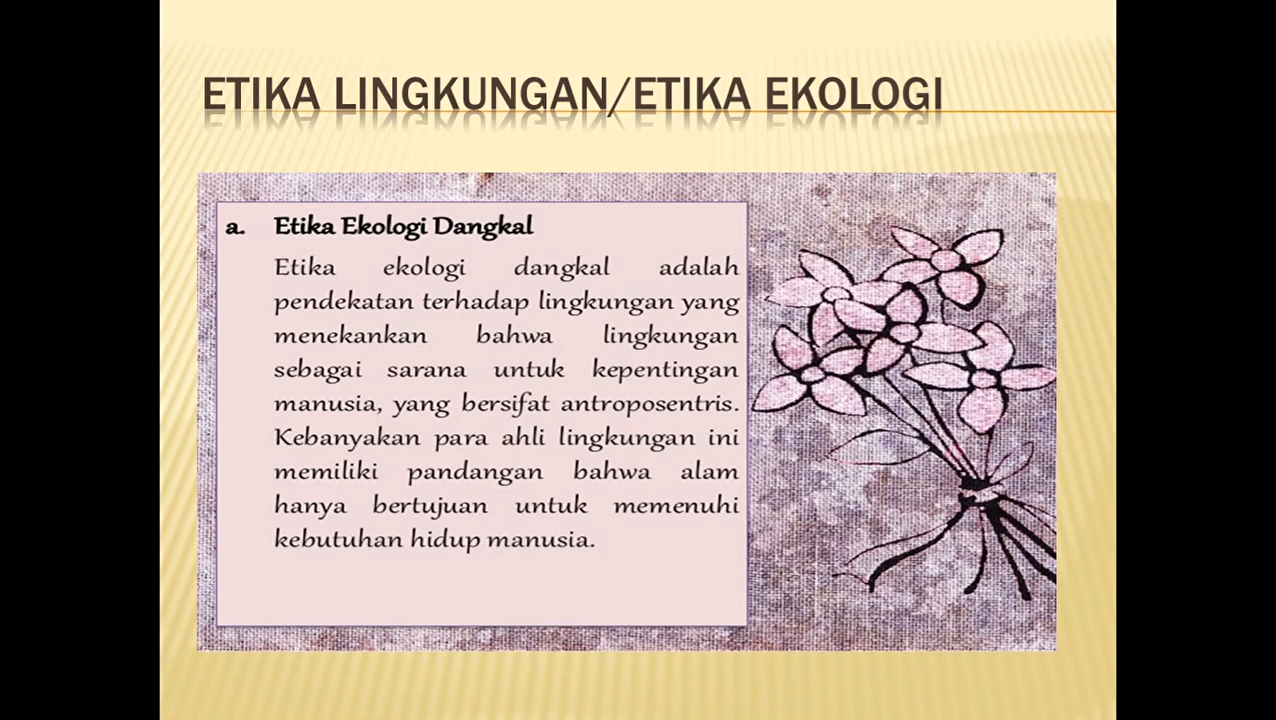 ETIKA LINGKUNGAN/ETIKA EKOLOGI
a. Etika Ekologi Dangkal
Etika ekologi dangkal adalah
pendekatan terhadap lingkungan yang
menekankan bahwa lingkungan
sebagai sarana untuk kepentingan
manusia, yang bersifat antroposentris.
Kebanyakan para ahli lingkungan ini
memiliki pandangan bahwa alam
hanya bertujuan untuk memenuhi
kebutuhan hidup manusia.